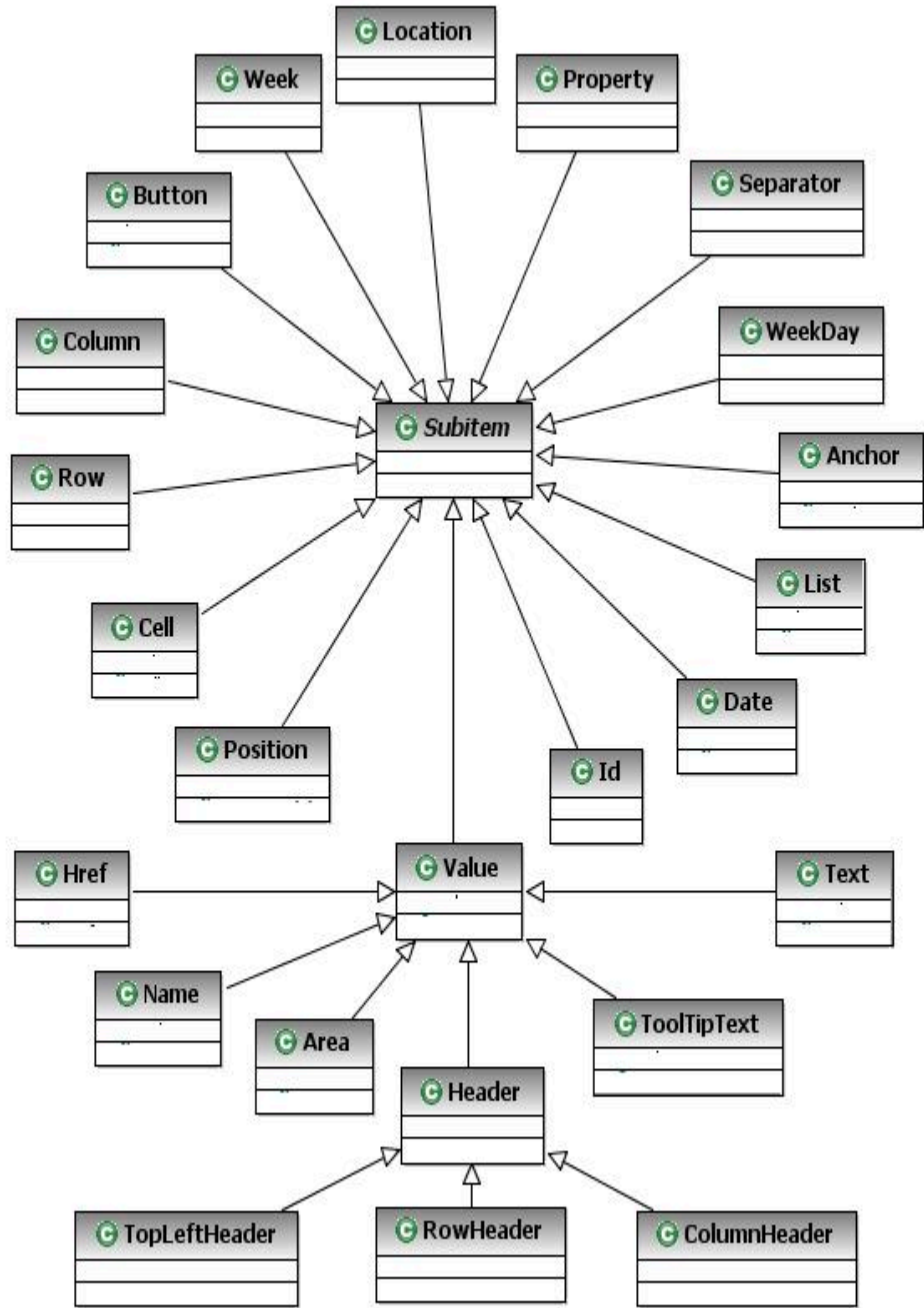 C Location
C Week
C Property
C Button
C Separator
C Column
C WeekDay
C Subitem
C Row
C Anchor
C List
C Cell
C Date
C Position
C Id
C Href
C Value
C Text
C Name
C Area
C ToolTipText
C Header
C TopLeftHeader
C RowHeader
C ColumnHeader